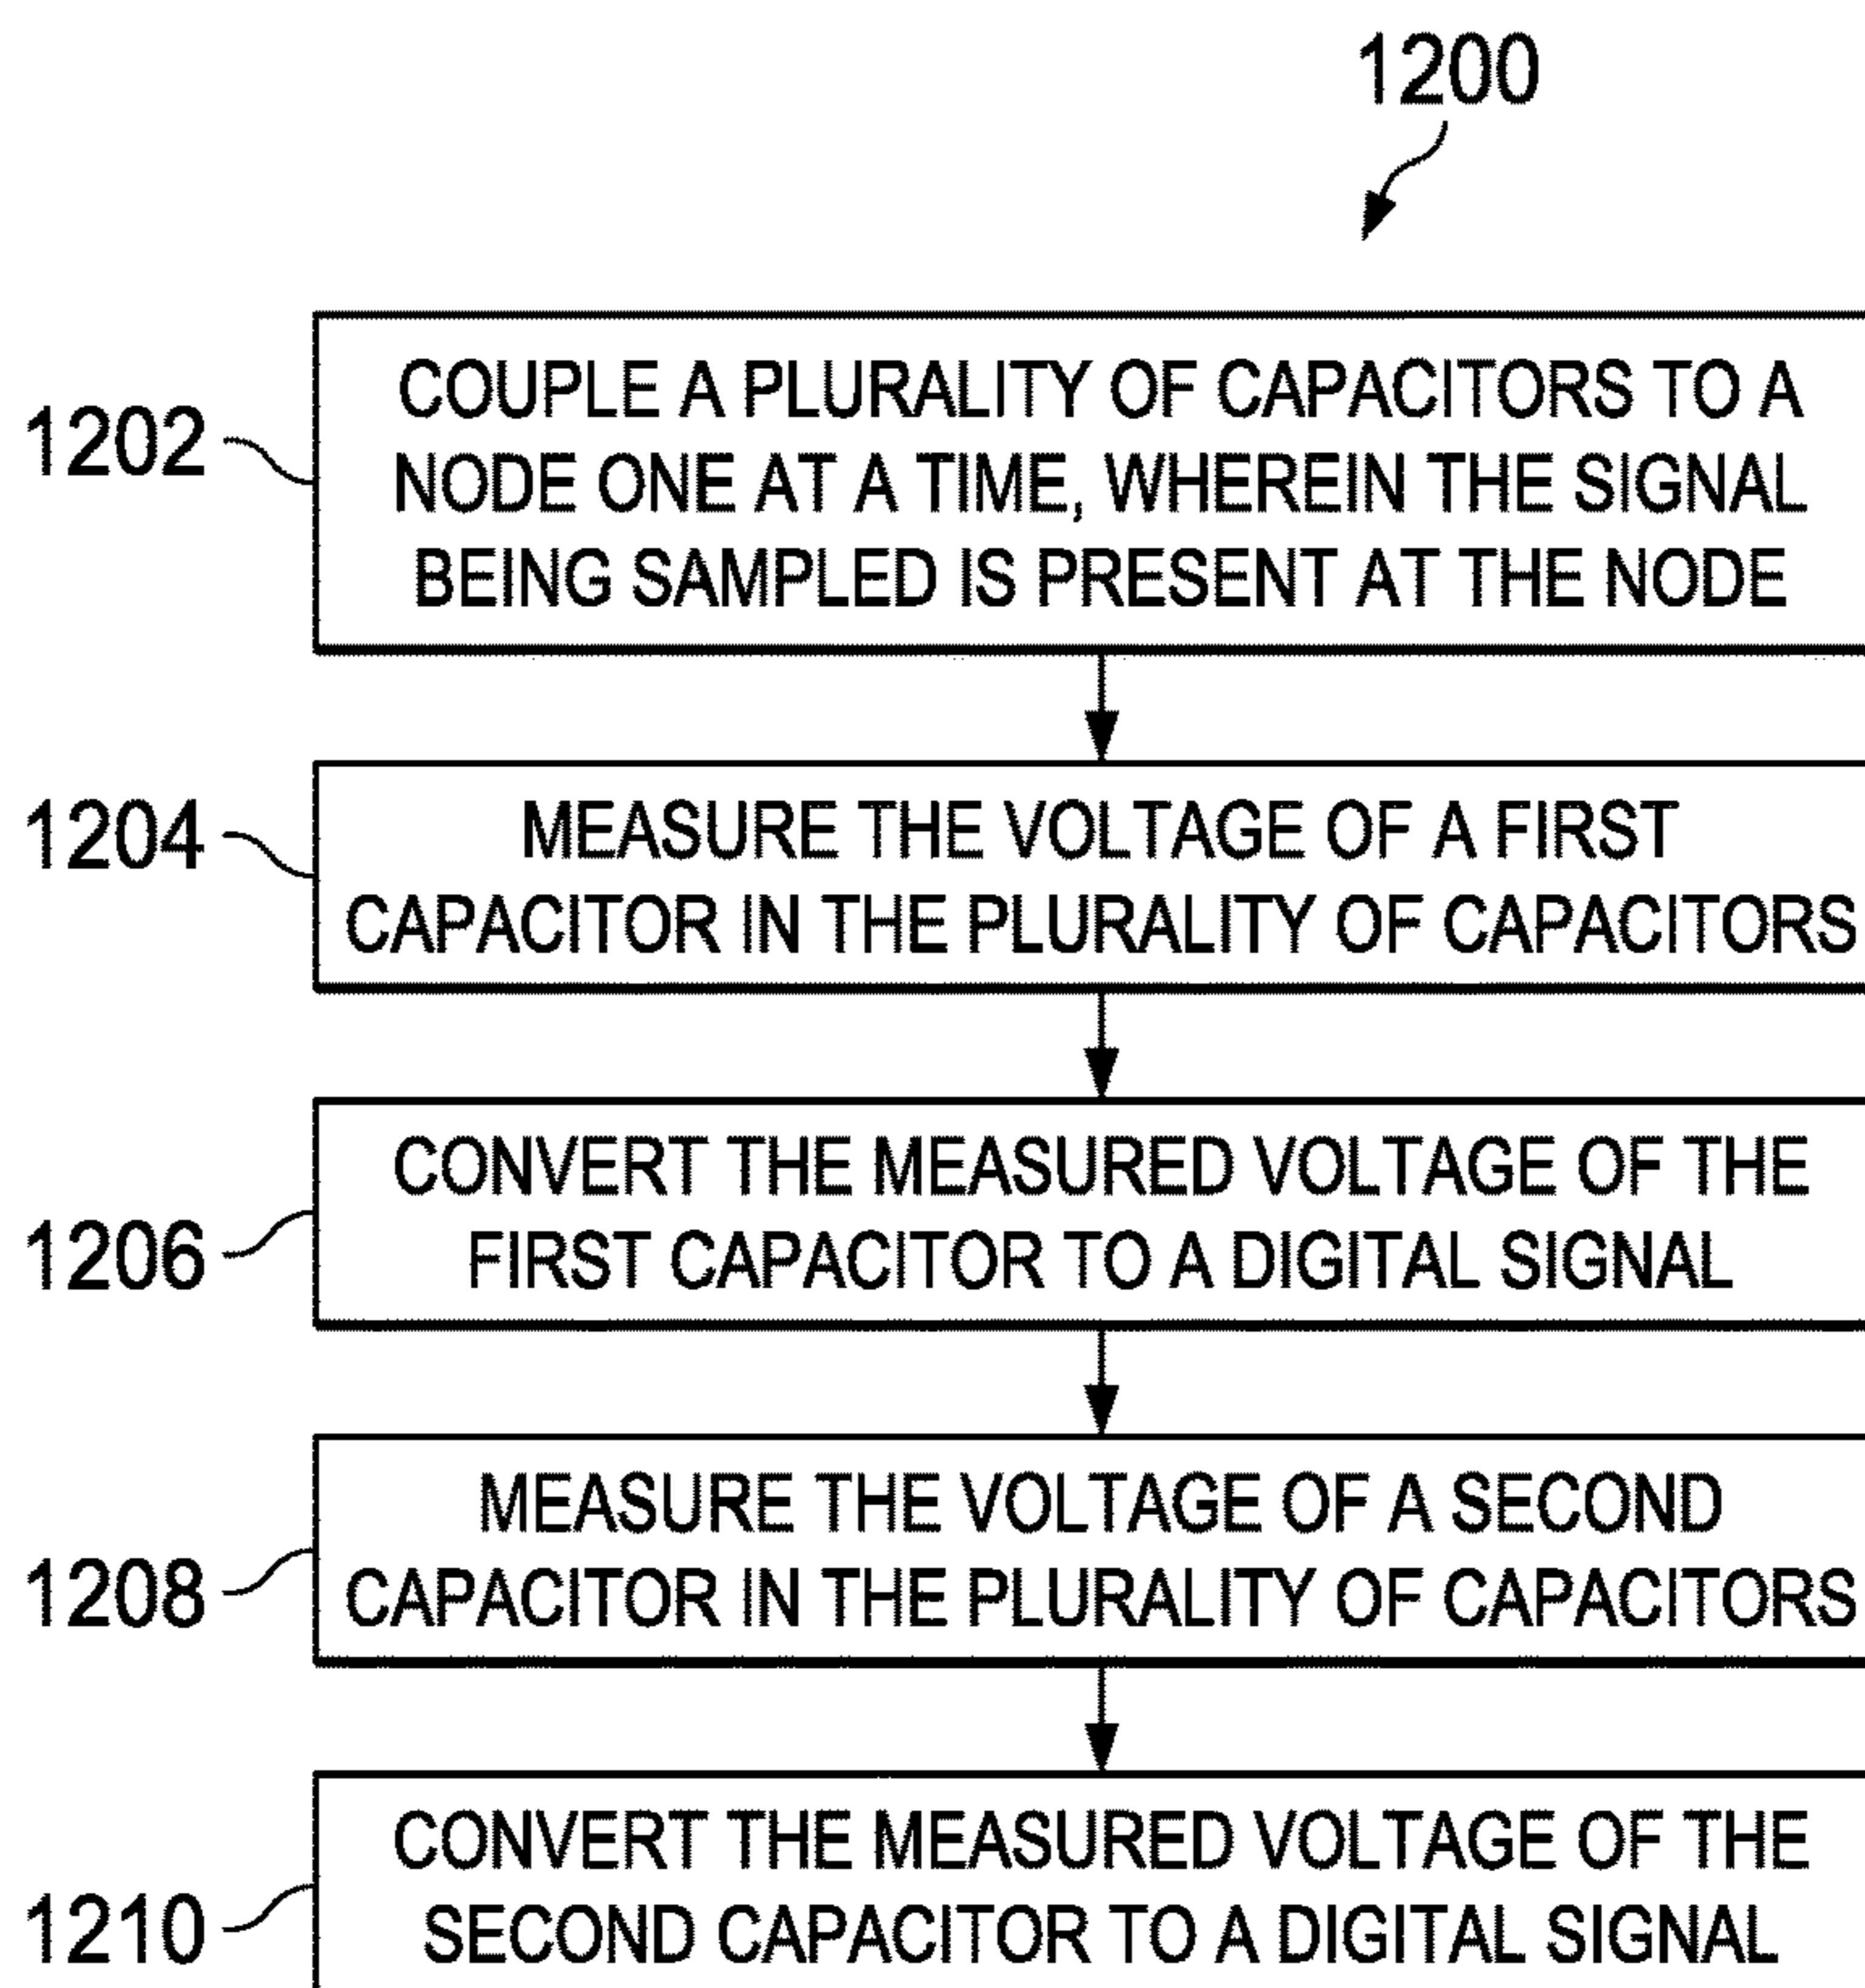 1200
1202
COUPLE A PLURALITY OF CAPACITORS TO A
NODE ONE AT A TIME, WHEREIN THE SIGNAL
BEING SAMPLED IS PRESENT AT THE NODE
1204
MEASURE THE VOLTAGE OF A FIRST
CAPACITOR IN THE PLURALITY OF CAPACITORS
1206
CONVERT THE MEASURED VOLTAGE OF THE
FIRST CAPACITOR TO A DIGITAL SIGNAL
1208
MEASURE THE VOLTAGE OF A SECOND
CAPACITOR IN THE PLURALITY OF CAPACITORS
1210
CONVERT THE MEASURED VOLTAGE OF THE
SECOND CAPACITOR TO A DIGITAL SIGNAL